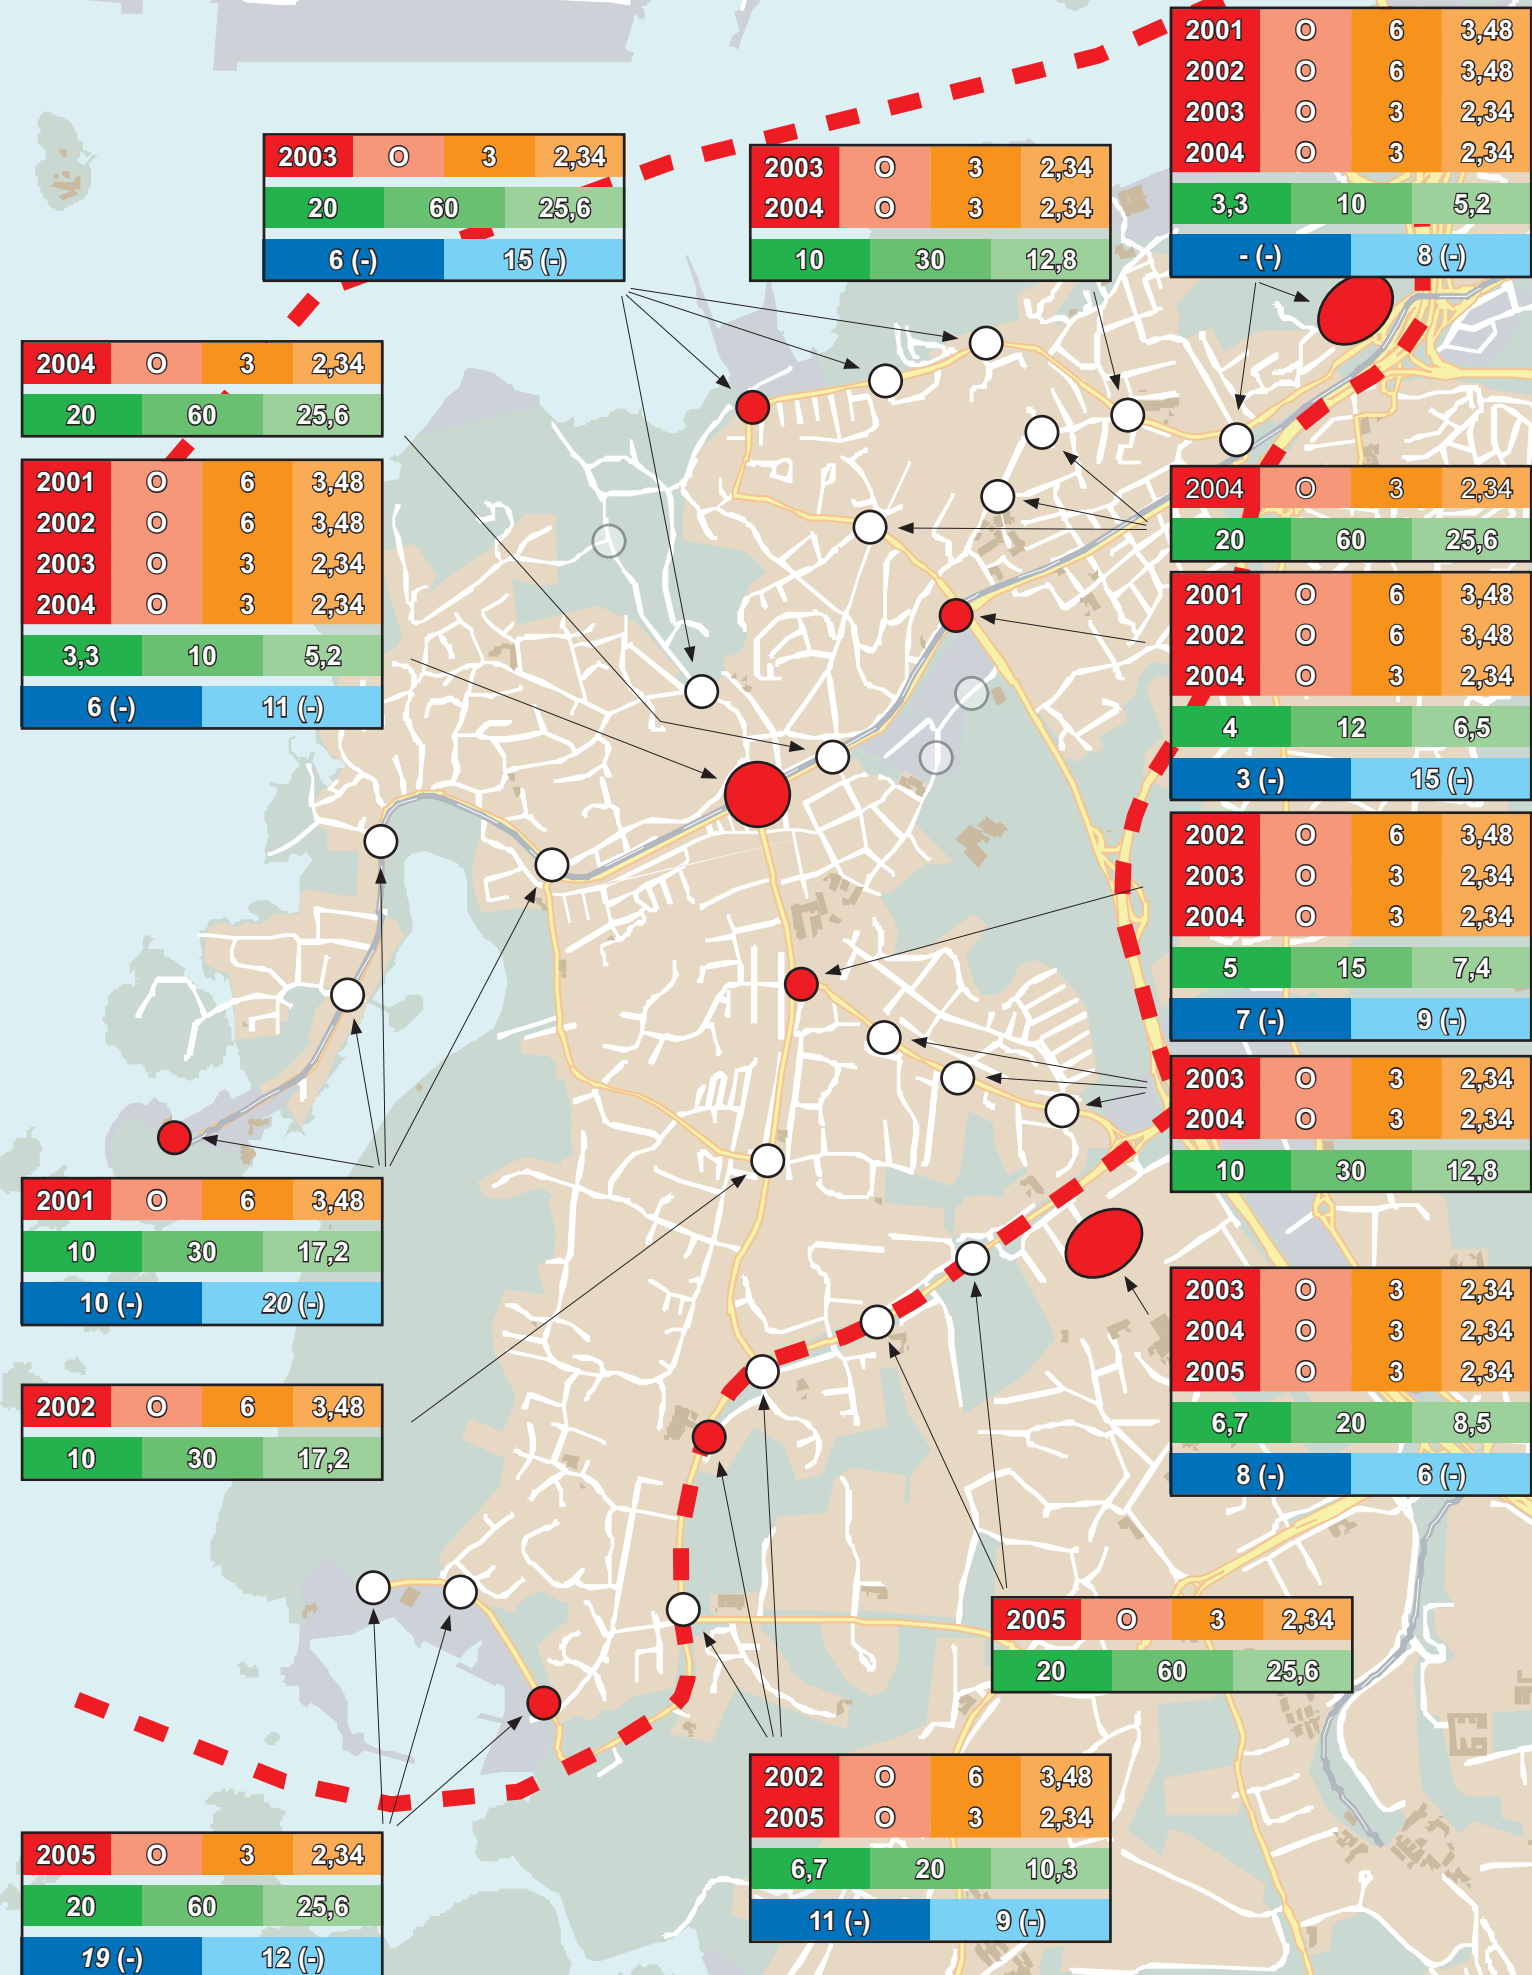 2001 O 6 3,48
2002 O 6 3,48
2003 O 3 2,34
2004 O 3 2,34
3,3 10 5,2
- (-) 8 (-)
2003 O 3 2,34
20 60 25,6
6 (-) 15 (-)
2003 O 3 2,34
2004 O 3 2,34
10 30 12,8
2004 O 3 2,34
20 60 25,6
2001 O 6 3,48
2002 O 6 3,48
2003 O 3 2,34
2004 O 3 2,34
3,3 10 5,2
6 (-) 11 (-)
2004 O 3 2,34
20 60 25,6
2001 O 6 3,48
2002 O 6 3,48
2004 O 3 2,34
4 12 6,5
3 (-) 15 (-)
2002 O 6 3,48
2003 O 3 2,34
2004 O 3 2,34
5 15 7,4
7 (-) 9 (-)
2003 O 3 2,34
2004 O 3 2,34
10 30 12,8
2001 O 6 3,48
10 30 17,2
10 (-) 20 (-)
2003 O 3 2,34
2004 O 3 2,34
2005 O 3 2,34
6,7 20 8,5
8 (-) 6 (-)
2002 O 6 3,48
10 30 17,2
2005 O 3 2,34
20 60 25,6
2002 O 6 3,48
2005 O 3 2,34
6,7 20 10,3
11 (-) 9 (-)
2005 O 3 2,34
20 60 25,6
19 (-) 12 (-)